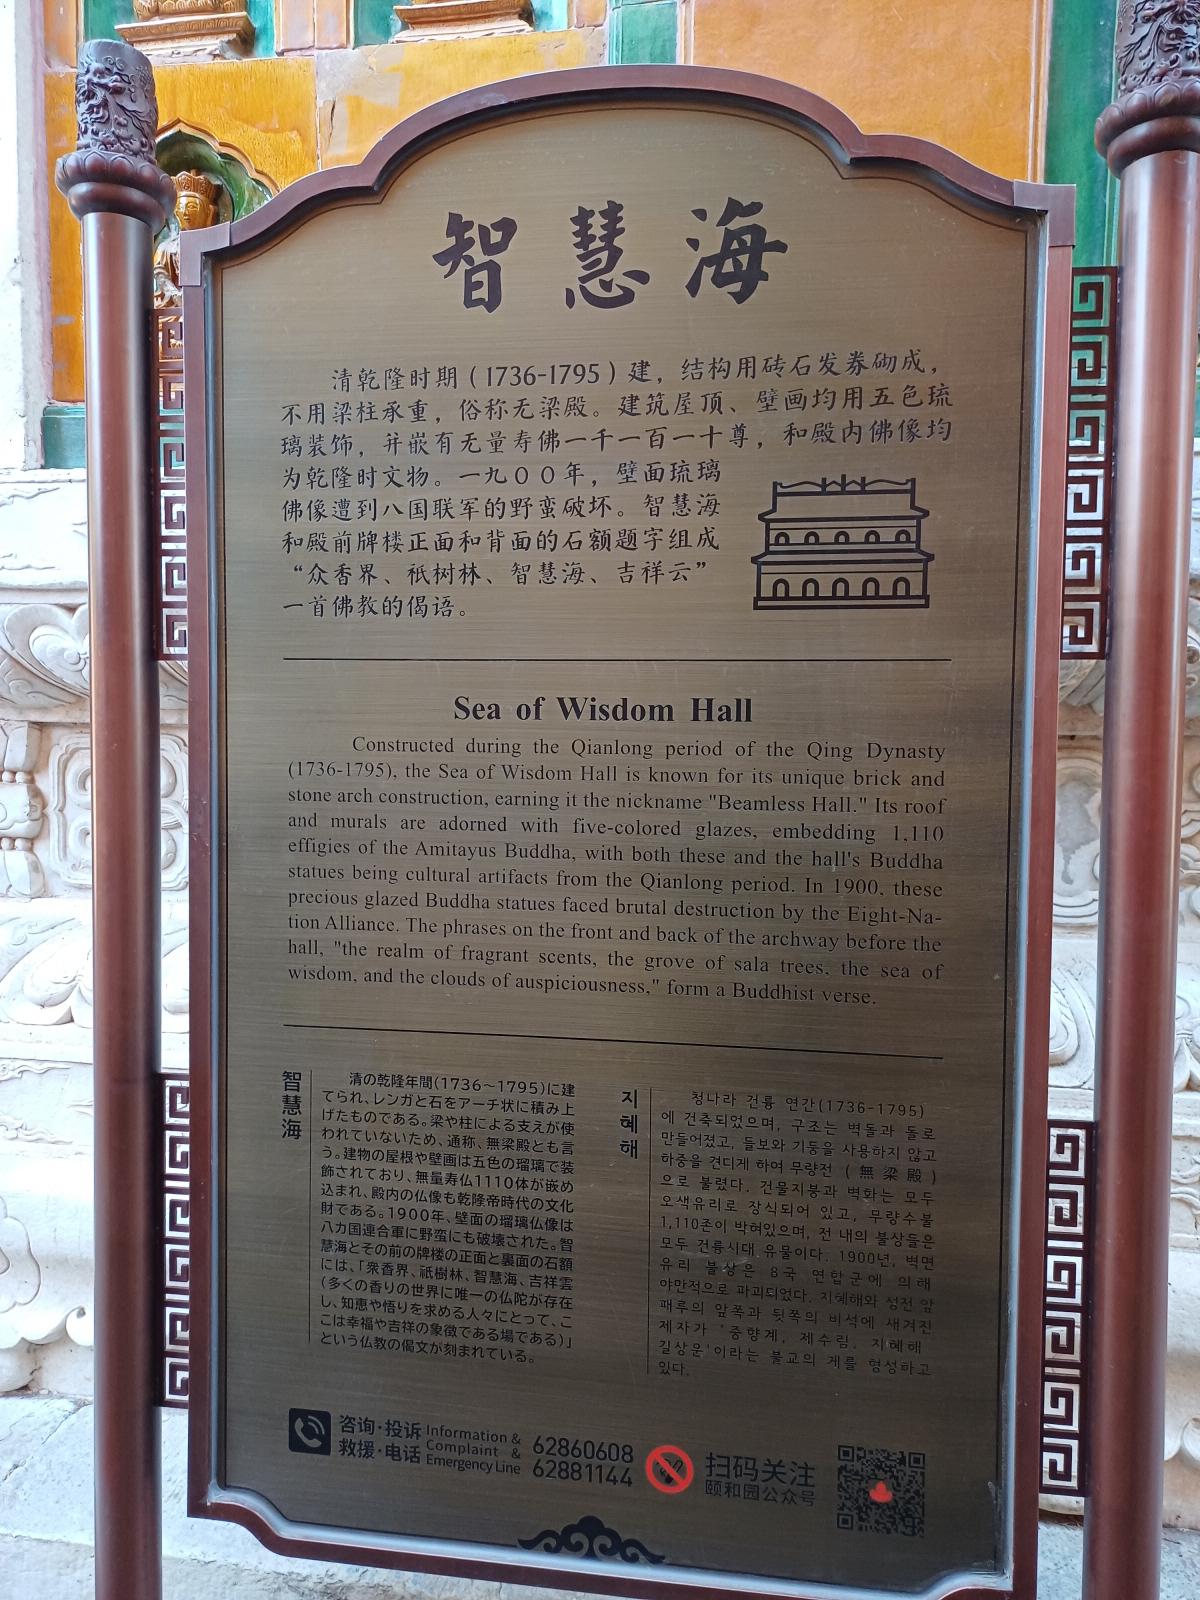 智慧海
清乾隆时期（1736-1795）建，结构用砖石发券砌成，
不用梁柱承重，俗称无梁殿。建筑屋顶、壁画均用五色琉
璃装饰，并嵌有无量寿佛一千一百一十尊，和殿内佛像均
为乾隆时文物。一九００年，壁面琉璃
佛像遭到八国联军的野蛮破坏。智慧海
和殿前牌楼正面和背面的石额题字组成
“众香界、祇树林、智慧海、吉祥云”
一首佛教的偈语。
Sea of Wisdom Hall
Constructed during the Qianlong period of the Qing Dynasty
(1736-1795), the Sea of Wisdom Hall is known for its unique brick and
stone arch construction, earning it the nickname "Beamless Hall." Its roof
and murals are adorned with five-colored glazes, embedding 1,110
effigies of the Amitayus Buddha, with both these and the hall's Buddha
statues being cultural artifacts from the Qianlong period. In 1900, these
precious glazed Buddha statues faced brutal destruction by the Eight-Na-
tion Alliance. The phrases on the front and back of the archway before the
hall, "the realm of fragrant scents, the grove of sala trees, the sea of
wisdom, and the clouds of auspiciousness," form a Buddhist verse.
智慧海
清の乾隆年間(1736～1795)に建
てられ、レンガと石をアーチ状に積み上
げたものである。梁や柱による支えが使
われていないため、通称、無梁殿とも言
う。建物の屋根や壁画は五色の瑠璃で装
飾されており、無量寿仏1110体が嵌め
込まれ、殿内の仏像も乾隆帝時代の文化
財である。1900年、壁面の瑠璃仏像は
八カ国連合軍に野蛮にも破壊された。智
慧海とその前の牌楼の正面と裏面の石額
には、「衆香界、祇樹林、智慧海、吉祥雲
(多くの香りの世界に唯一の仏陀が存在
し、知恵や悟りを求める人々にとって、こ
こは幸福や吉祥の象徴である場である)」
という仏教の偈文が刻まれている。
지혜해
청나라 건륭 연간(1736-1795)
에 건축되었으며, 구조는 벽돌과 돌로
만들어졌고, 들보와 기둥을 사용하지 않고
하중을 견디게 하여 무량전 (無梁殿)
으로 불렸다. 건물지붕과 벽화는 모두
오색유리로 장식되어 있고, 무량수불
1,110존이 박혀있으며, 전 내의 불상들은
모두 건륭시대 유물이다. 1900년, 벽면
유리 불상은 8국 연합군에 의해
야만적으로 파괴되었다. 지혜해와 성전 앞
패루의 앞쪽과 뒷쪽의 비석에 새겨진
제자가 '중향계, 제수림, 지혜해
길상운'이라는 불교의 게를 형성하고
있다.
咨询·投诉 Information &
救援·电话 Complaint &
Emergency Line
62860608
62881144
扫码关注
颐和园公众号